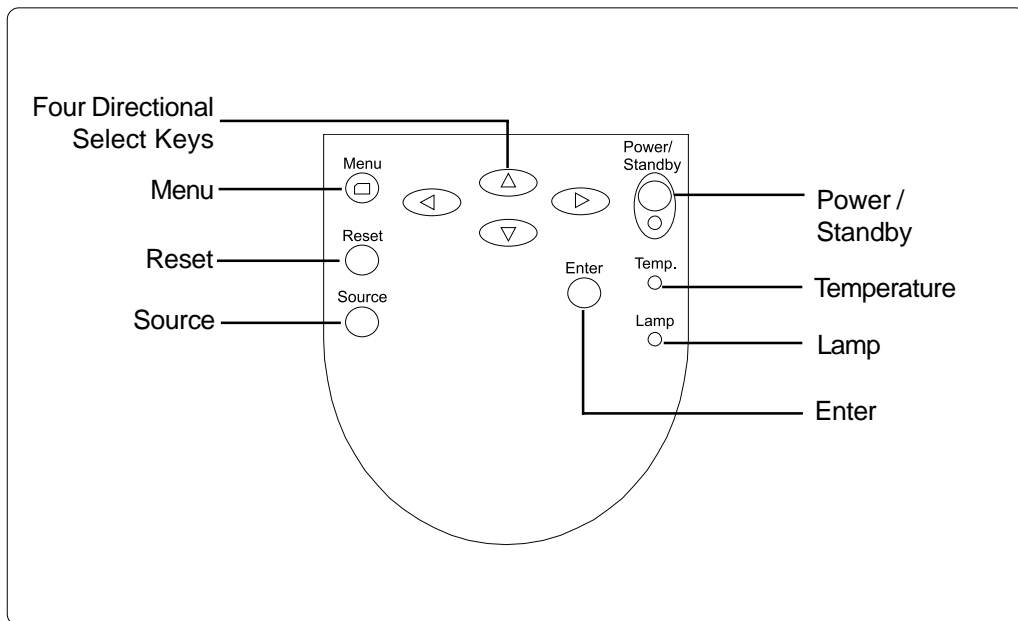 Four Directional
Select Keys
Menu
Reset
Source
Menu
Reset
Source
Power/
Standby
Enter
Temp.
Lamp
Power /
Standby
Temperature
Lamp
Enter